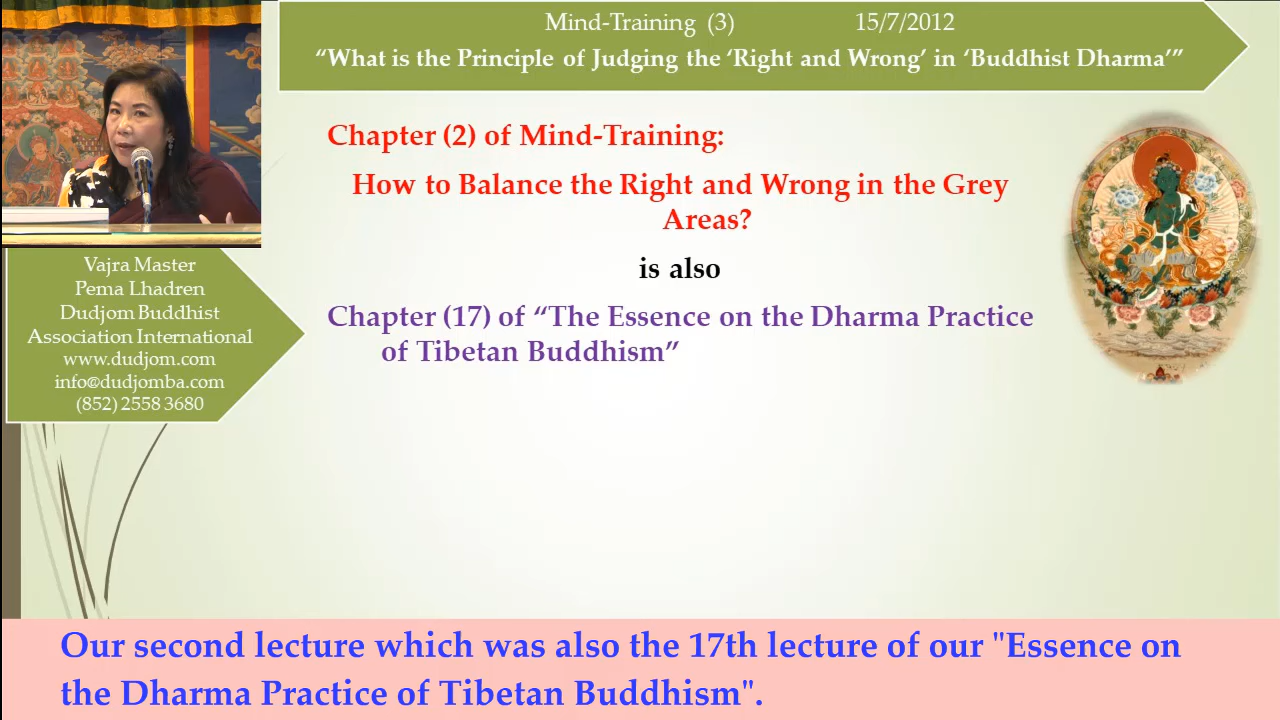 Mind-Training (3) 15/7/2012
“What is the Principle of Judging the ‘Right and Wrong’ in ‘Buddhist Dharma’”
Chapter (2) of Mind-Training:
How to Balance the Right and Wrong in the Grey
Areas?
is also
Chapter (17) of “The Essence on the Dharma Practice
of Tibetan Buddhism”
Vajra Master
Pema Lhadren
Dudjom Buddhist
Association International
www.dudjom.com
info@dudjomba.com
(852) 2558 3680
Our second lecture which was also the 17th lecture of our "Essence on
the Dharma Practice of Tibetan Buddhism".